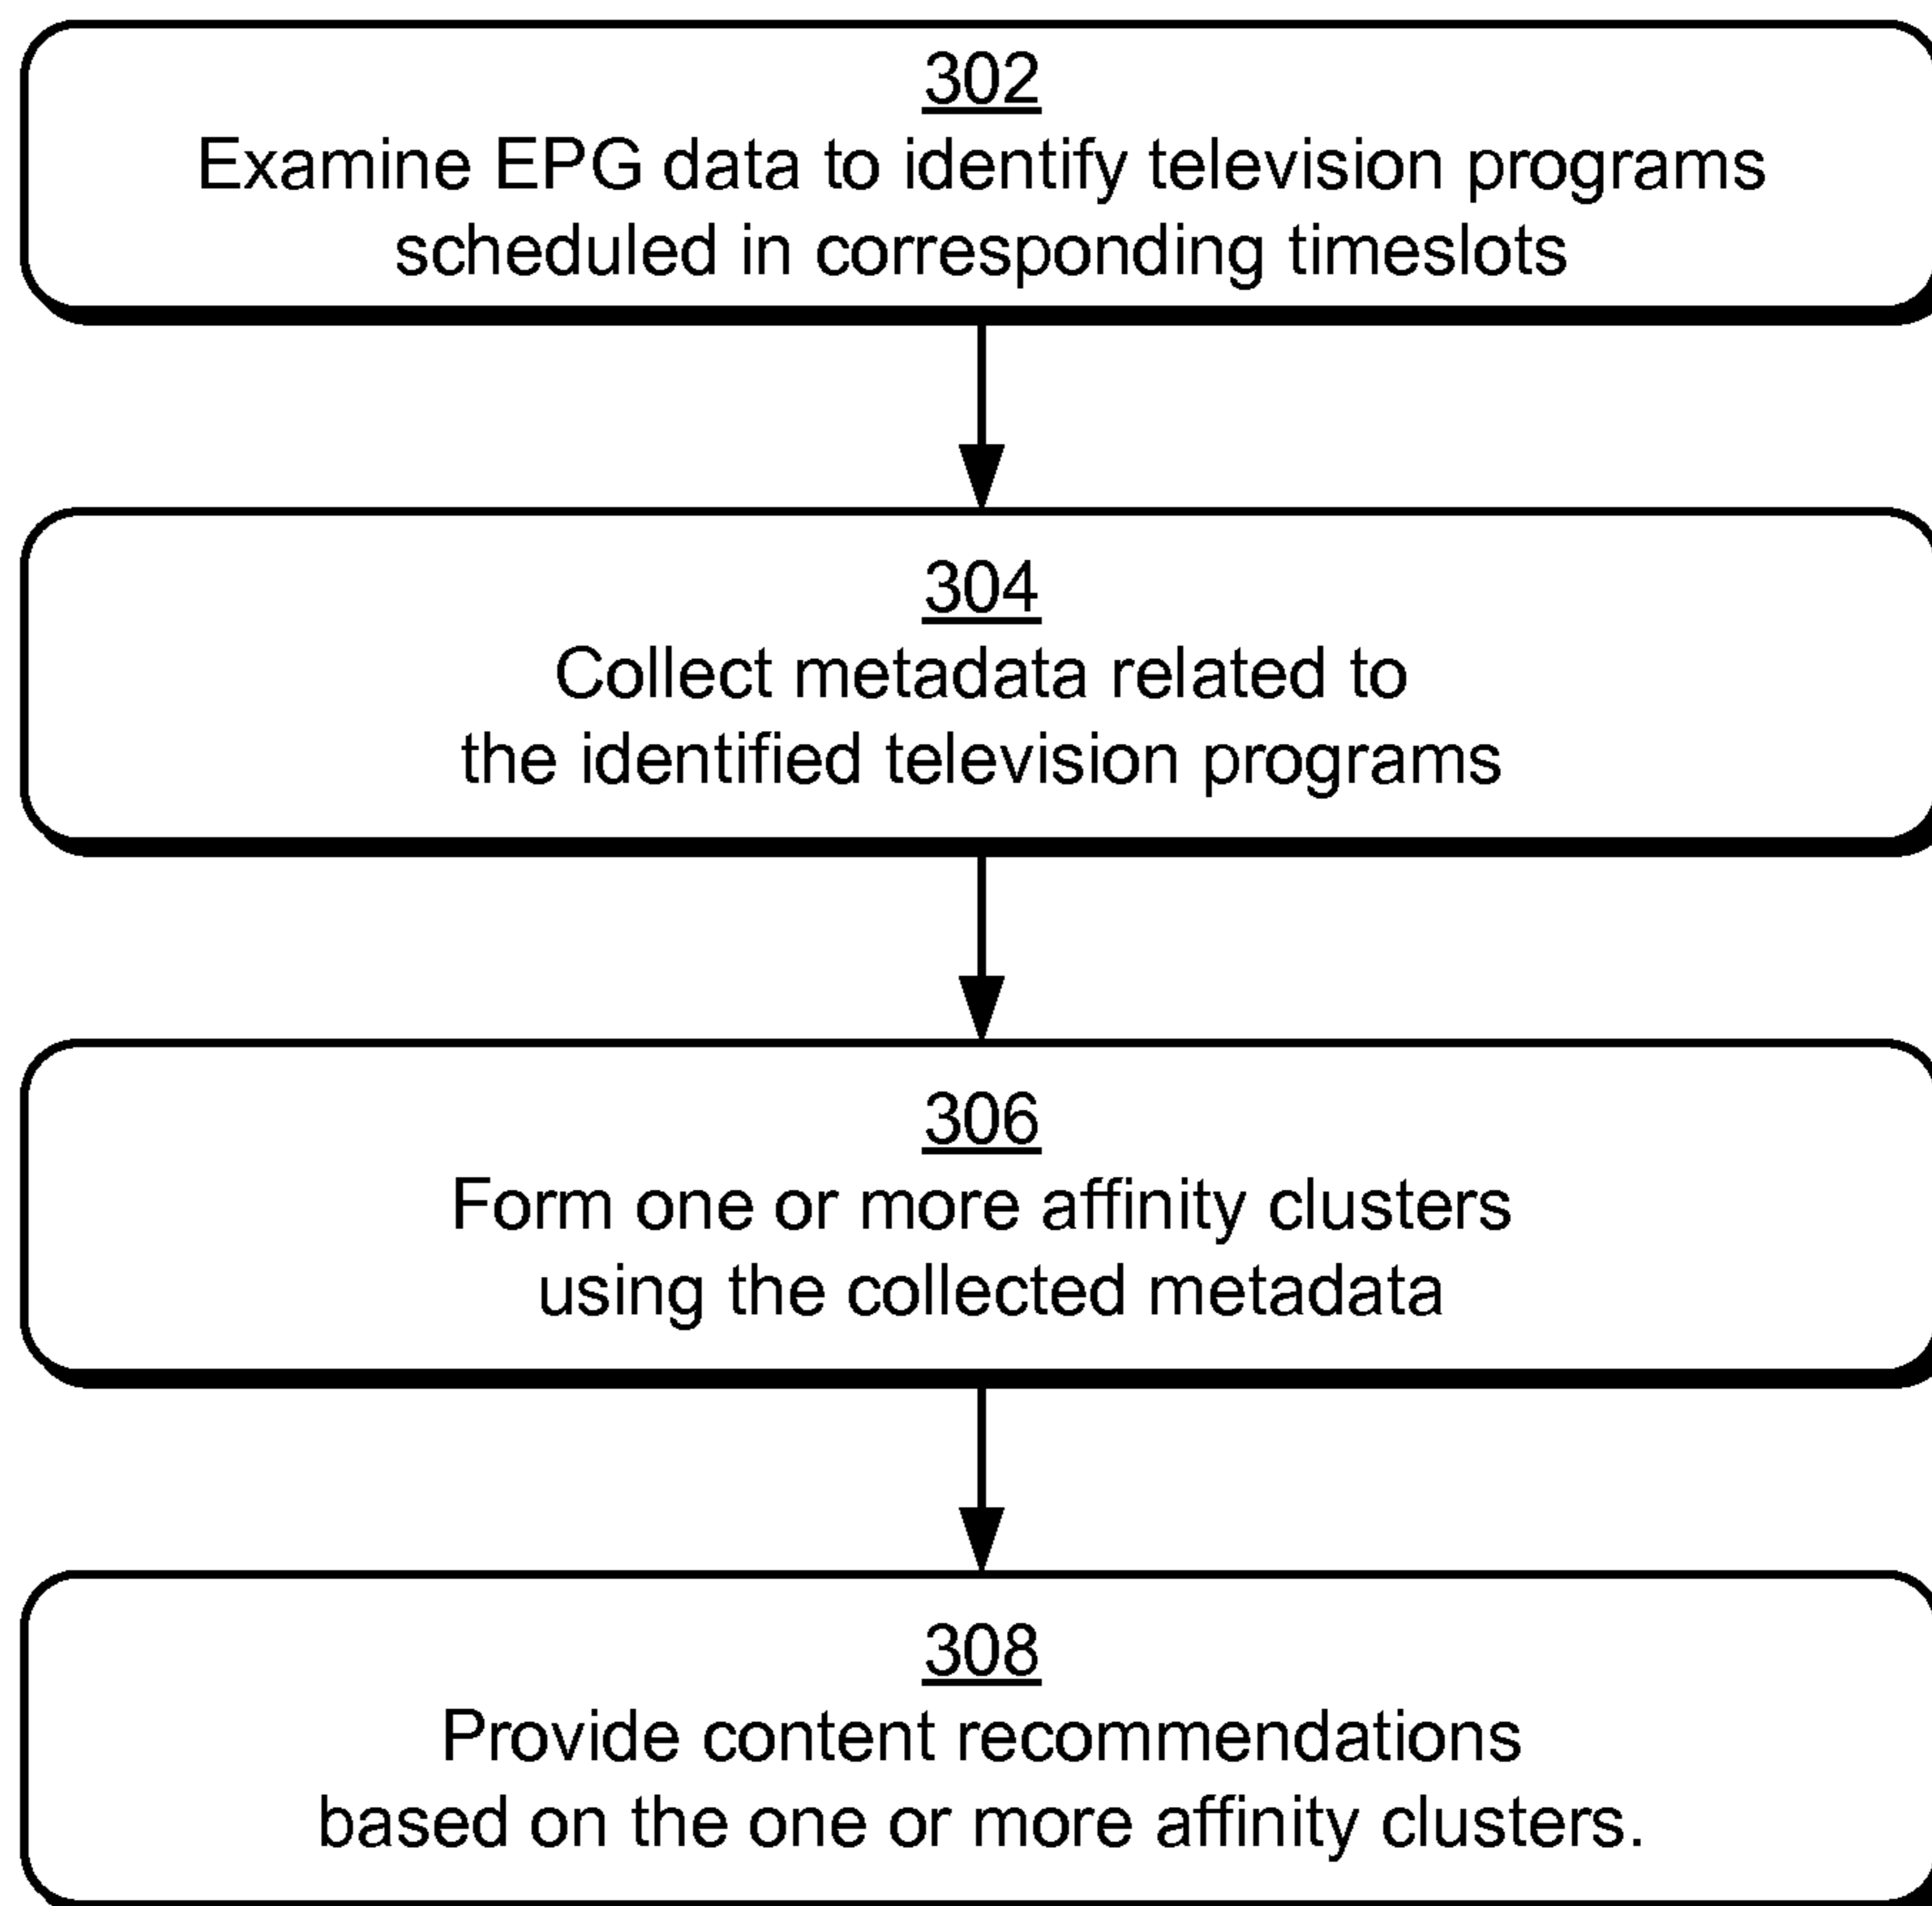 302
Examine EPG data to identify television programs
scheduled in corresponding timeslots
304
Collect metadata related to
the identified television programs
306
Form one or more affinity clusters
using the collected metadata
308
Provide content recommendations
based on the one or more affinity clusters.